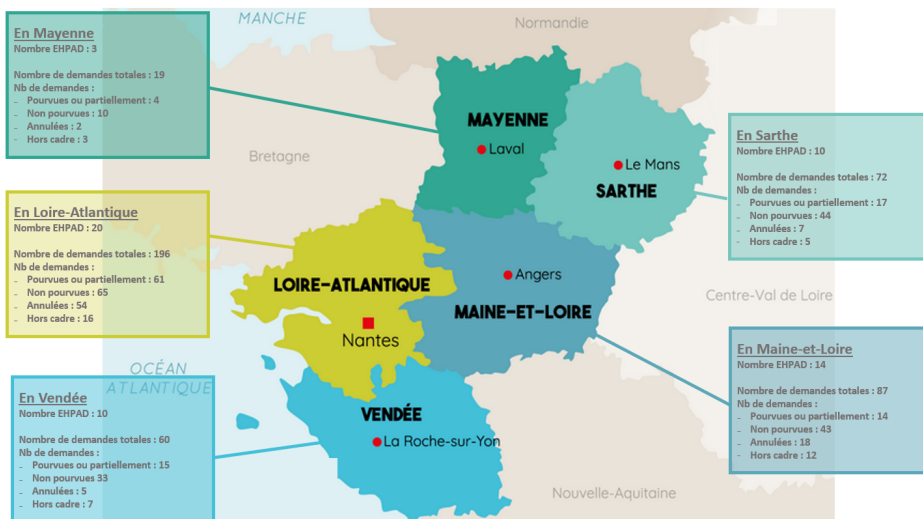 En Mayenne
Nombre EHPAD : 3
Nombre de demandes totales : 19
Nb de demandes :
- Pourvues ou partiellement : 4
- Non pourvues : 10
- Annulées : 2
- Hors cadre : 3
En Loire-Atlantique
Nombre EHPAD : 20
Nombre de demandes totales : 196
Nb de demandes :
- Pourvues ou partiellement : 61
- Non pourvues : 65
- Annulées : 54
- Hors cadre : 16
En Vendée
Nombre EHPAD : 10
Nombre de demandes totales : 60
Nb de demandes :
- Pourvues ou partiellement : 15
- Non pourvues 33
- Annulées : 5
- Hors cadre : 7
MANCHE
Normandie
Bretagne
MAYENNE
Laval
Le Mans
SARTHE
LOIRE-ATLANTIQUE
Nantes
Angers
MAINE-ET-LOIRE
Centre-Val de Loire
OCÉAN
ATLANTIQUE
VENDÉE
La Roche-sur-Yon
Nouvelle-Aquitaine
En Sarthe
Nombre EHPAD : 10
Nombre de demandes totales : 72
Nb de demandes :
- Pourvues ou partiellement : 17
- Non pourvues : 44
- Annulées : 7
- Hors cadre : 5
En Maine-et-Loire
Nombre EHPAD : 14
Nombre de demandes totales : 87
Nb de demandes :
- Pourvues ou partiellement : 14
- Non pourvues : 43
- Annulées : 18
- Hors cadre : 12